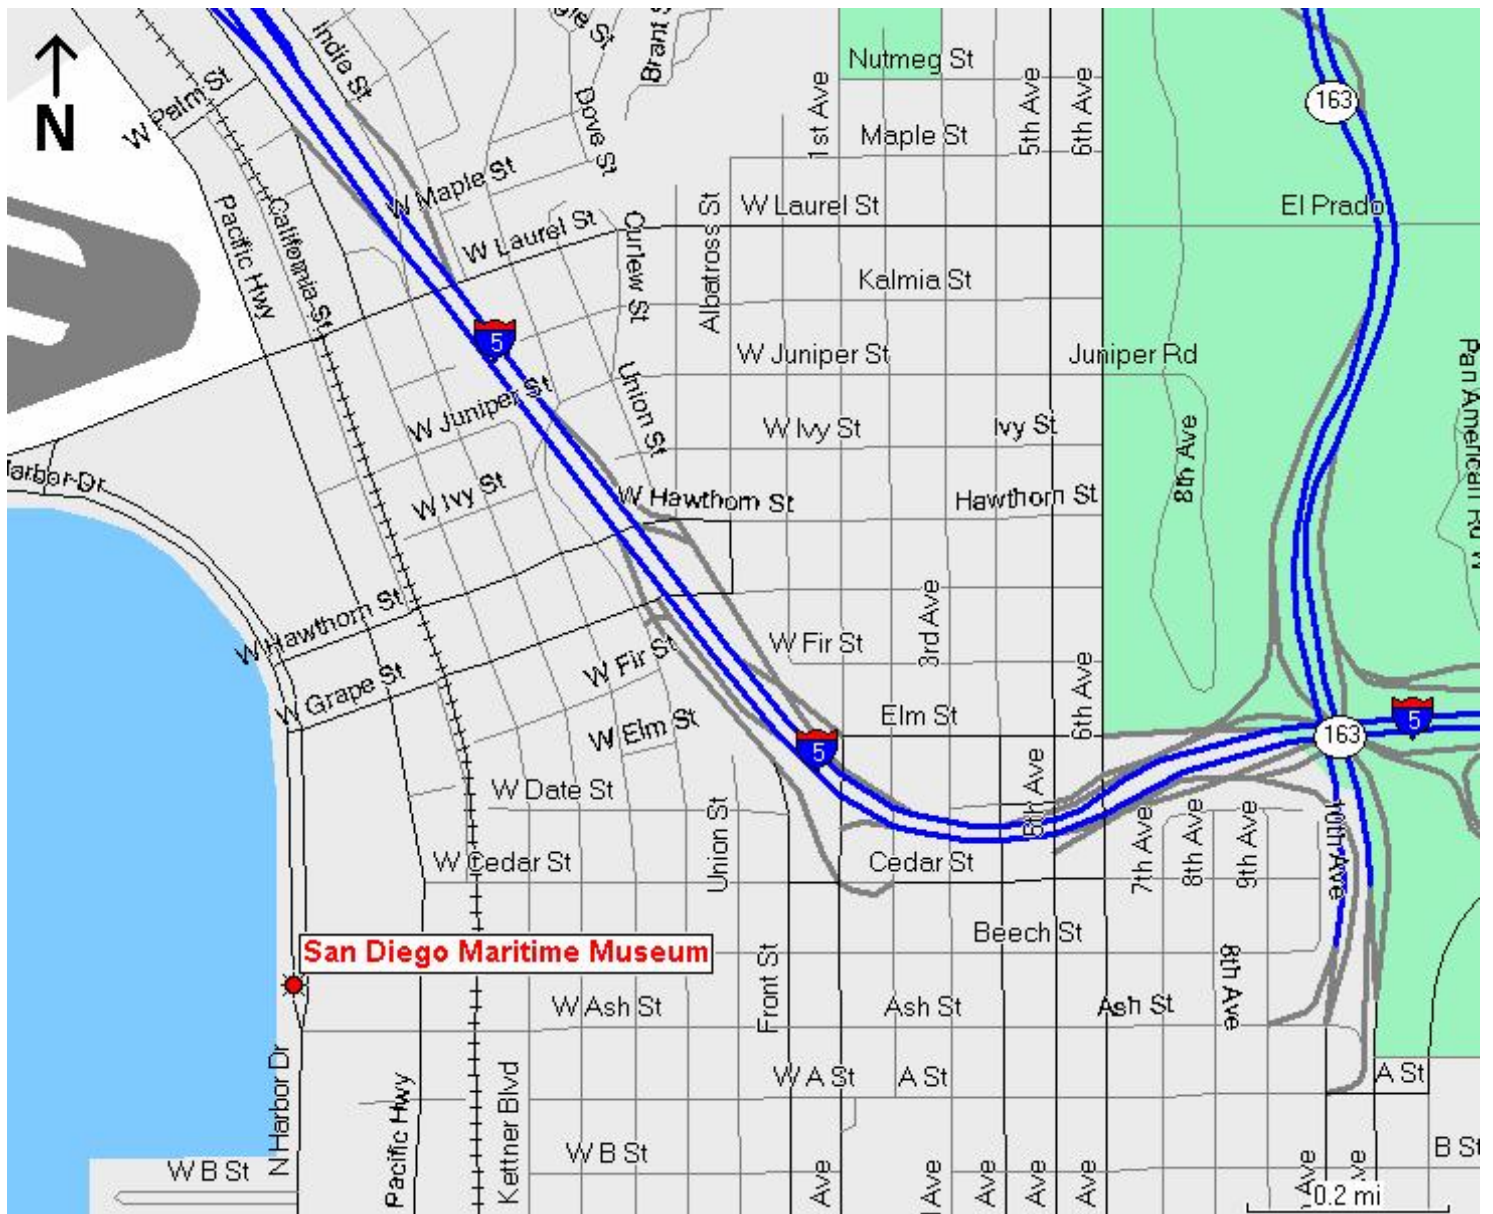 India St
gle St
Brant S
Nutmeg St
W Palm St
N
Dove St
1st Ave
5th Ave
6th Ave
163
Maple St
W Maple St
Pacific Hwy
California St
W Laurel St
Curlew St
Albatross St
W Laurel St
El Prado
Kalmia St
5
W Juniper St
Juniper Rd
Pan American Rd W
W Juniper St
Union St
W Ivy St
Ivy St
8th Ave
arbor Dr
W Ivy St
W Hawthorn St
Hawthorn St
W Hawthorn St
3rd Ave
W Fir St
W Fir St
W Grape St
6th Ave
Elm St
5
163
W Elm St
5
W Date St
5th Ave
Union St
7th Ave
8th Ave
9th Ave
10th Ave
W Cedar St
Cedar St
Beech St
San Diego Maritime Museum
Front St
8th Ave
W Ash St
Ash St
Ash St
N Harbor Dr
Pacific Hwy
Kettner Blvd
W A St
A St
A St
W B St
W B St
B St
Ave
Ave
Ave
Ave
Ave
Ave
0.2 mi